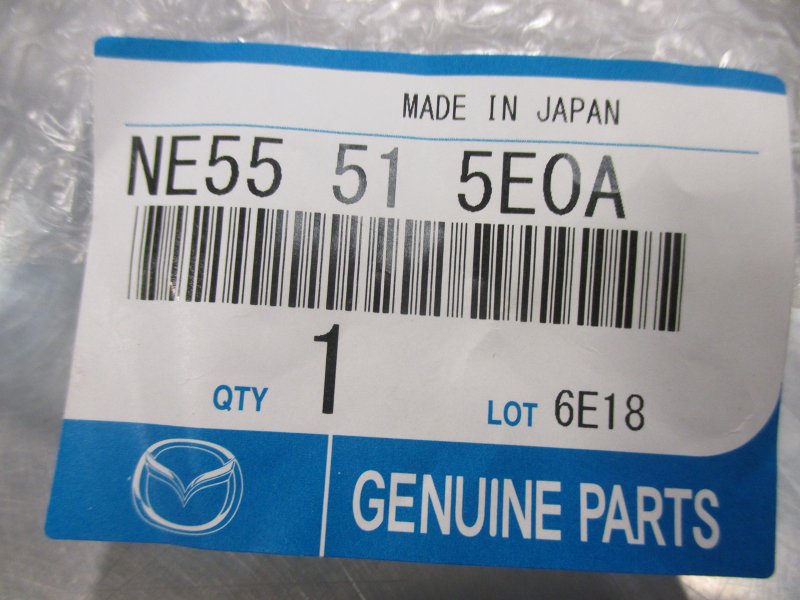 MADE IN JAPAN
NE55 51 5E0A
QTY 1 LOT 6E18
GENUINE PARTS